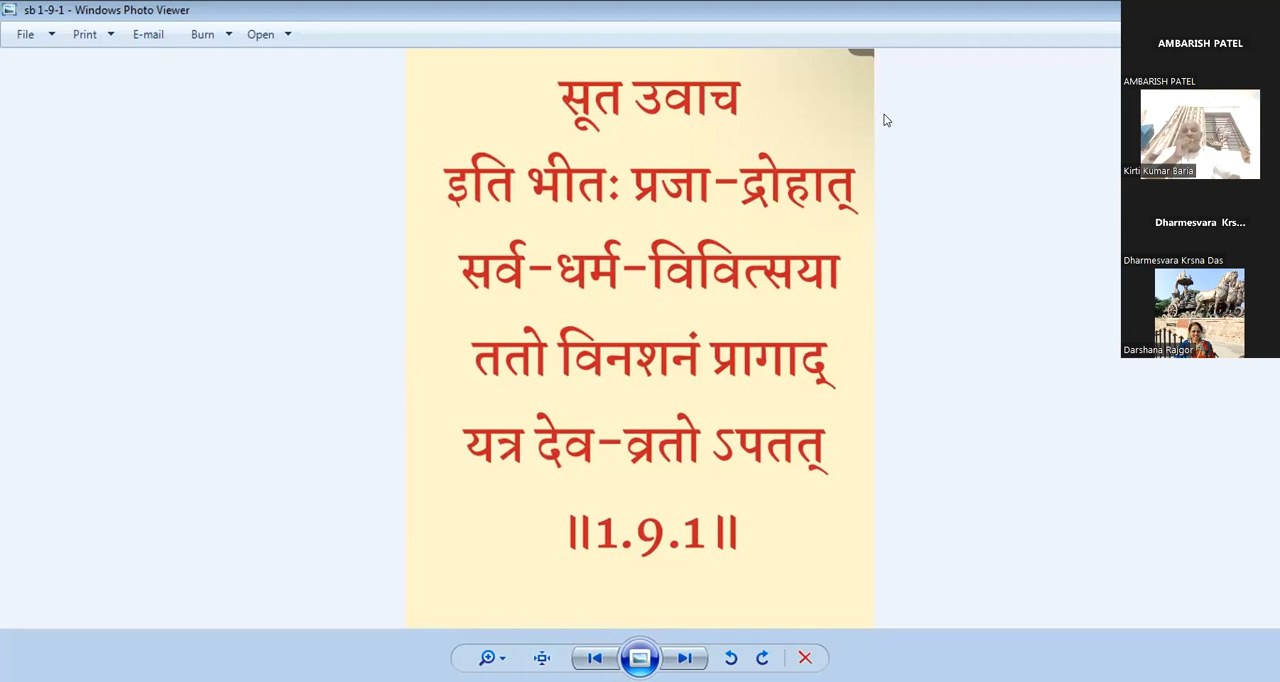 sb 1-9-1 - Windows Photo Viewer
File Print E-mail Burn Open
सूत उवाच
इति भीतः प्रजा-द्रोहात्
सर्व-धर्म-विवित्सया
ततो विनशनं प्रागाद्
यत्र देव-व्रतो ऽपतत्
॥1.9.1॥
AMBARISH PATEL
AMBARISH PATEL
Kirti Kumar Baria
Dharmesvara Krs...
Dharmesvara Krsna Das
Darshana Rajgor